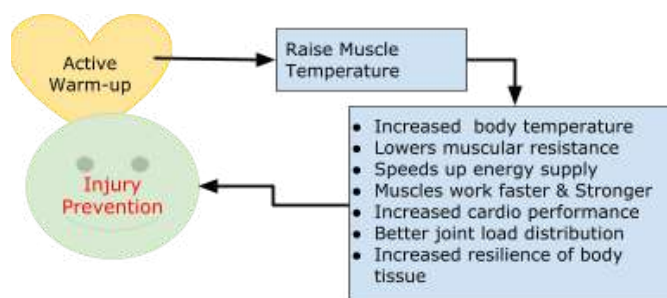 Active
Warm-up
Raise Muscle
Temperature
● Increased  body temperature
● Lowers muscular resistance
● Speeds up energy supply
● Muscles work faster & Stronger
● Increased cardio performance
● Better joint load distribution
● Increased resilience of body
tissue
Injury
Prevention